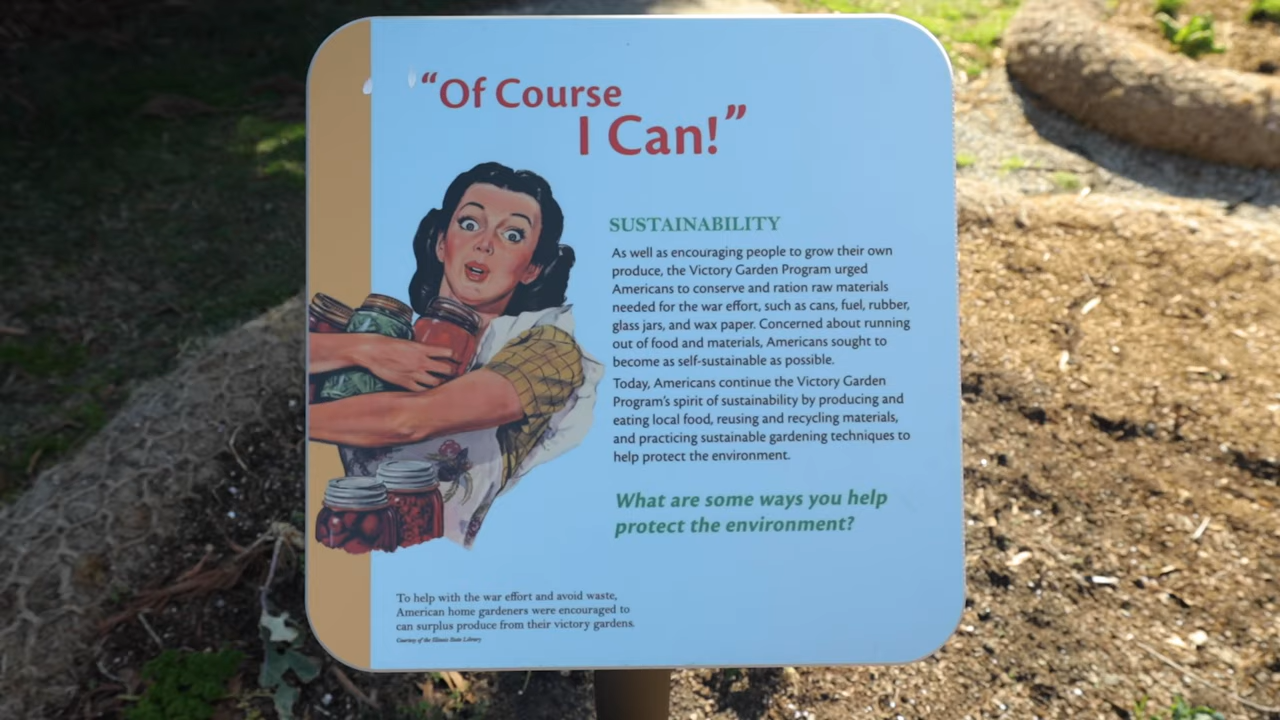 “Of Course
I Can!”
SUSTAINABILITY
As well as encouraging people to grow their own
produce, the Victory Garden Program urged
Americans to conserve and ration raw materials
needed for the war effort, such as cans, fuel, rubber,
glass jars, and wax paper. Concerned about running
out of food and materials, Americans sought to
become as self-sustainable as possible.
Today, Americans continue the Victory Garden
Program’s spirit of sustainability by producing and
eating local food, reusing and recycling materials,
and practicing sustainable gardening techniques to
help protect the environment.
What are some ways you help
protect the environment?
To help with the war effort and avoid waste,
American home gardeners were encouraged to
can surplus produce from their victory gardens.
Courtesy of the Illinois State Library